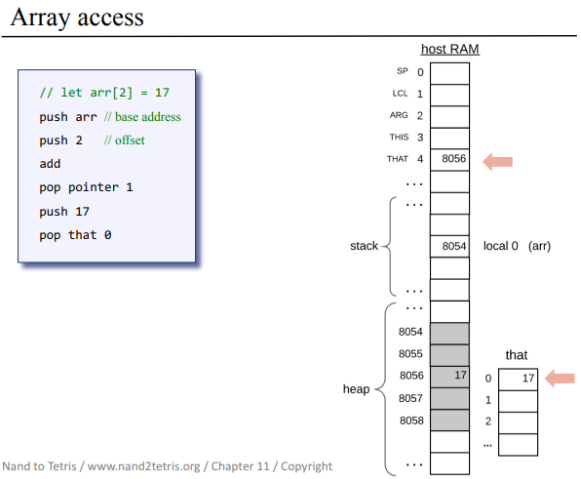 Array access
// let arr[2] = 17
push arr // base address
push 2 // offset
add
pop pointer 1
push 17
pop that 0
host RAM
SP 0
LCL 1
ARG 2
THIS 3
THAT 4 8056
...
...
stack 8054 local 0 (arr)
...
...
8054
8055
that
8056 17 0 17
heap
8057 1
8058 2
...
...
Nand to Tetris / www.nand2tetris.org / Chapter 11 / Copyright